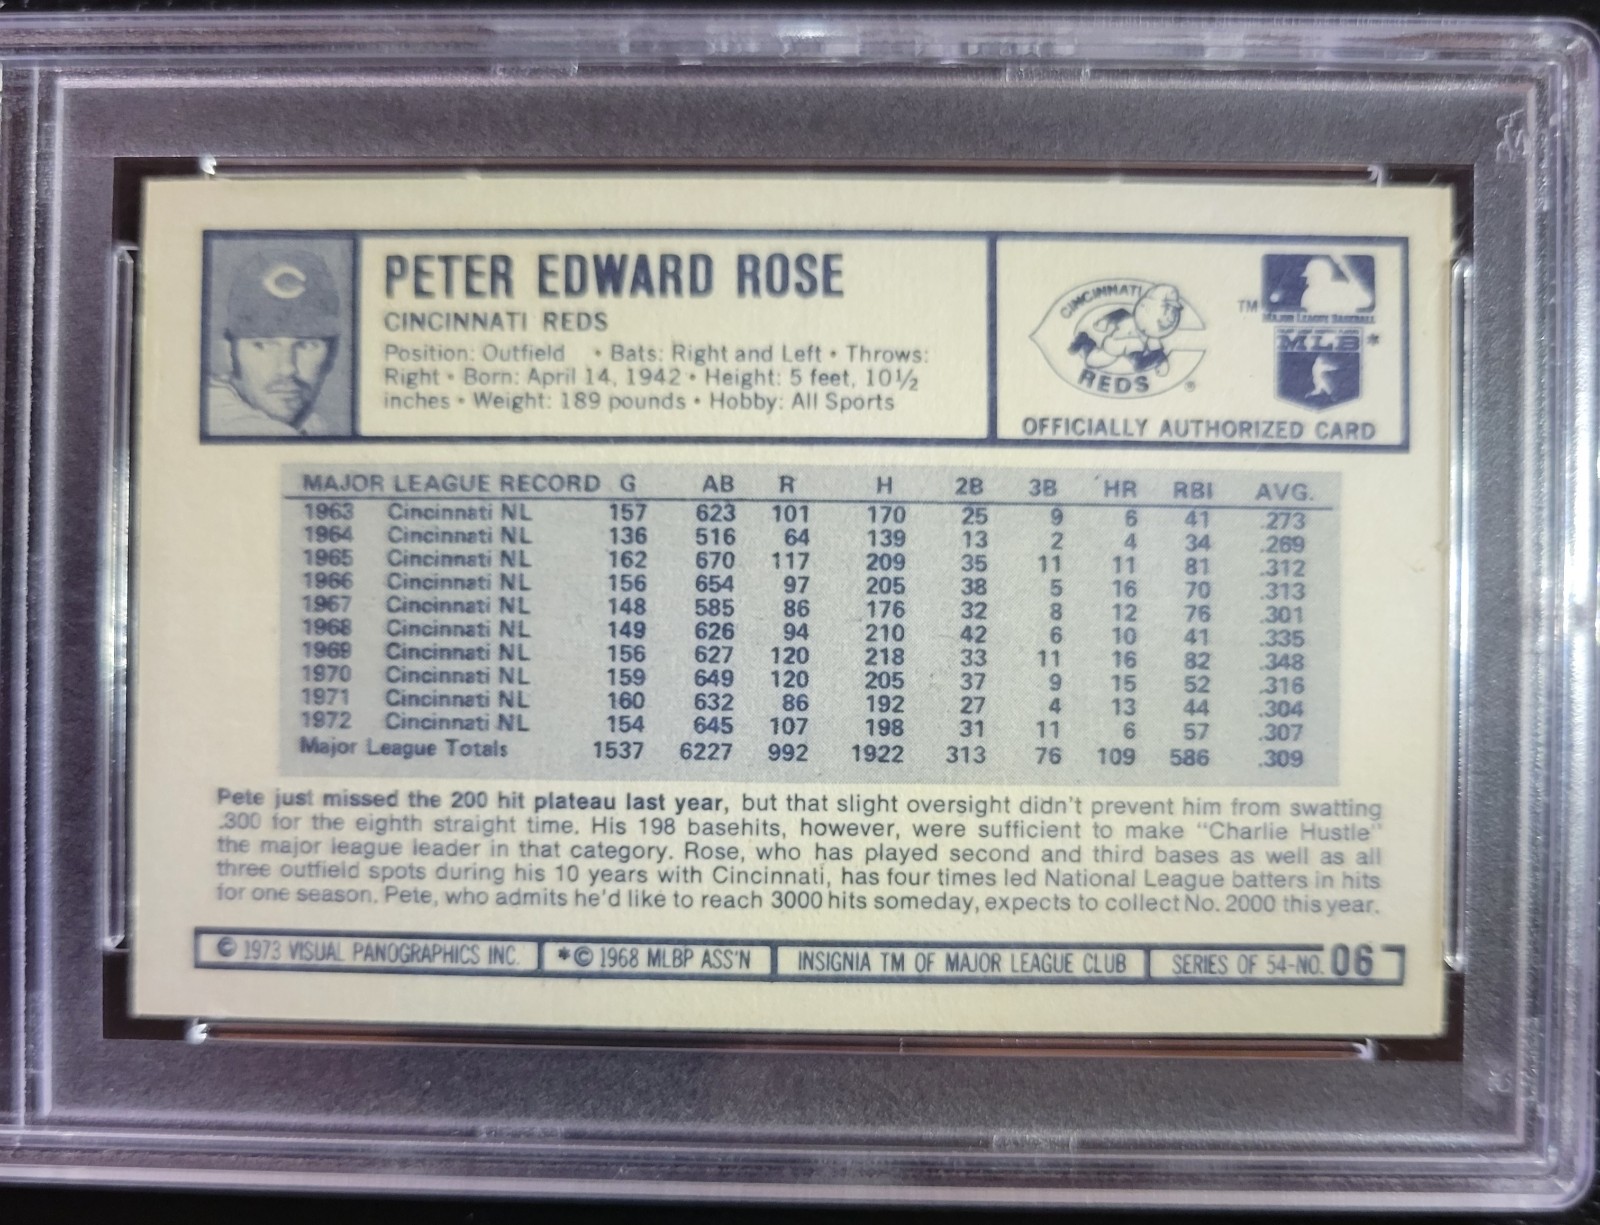 PETER EDWARD ROSE
CINCINNATI REDS
Position: Outfield • Bats: Right and Left • Throws:
Right • Born: April 14, 1942 • Height: 5 feet, 10½
inches • Weight: 189 pounds • Hobby: All Sports
C
CINCINNATI
REDS ®
TM
MAJOR LEAGUE BASEBALL
MLB *
OFFICIALLY AUTHORIZED CARD
MAJOR LEAGUE RECORD G AB R H 2B 3B HR RBI AVG.
1963 Cincinnati NL 157 623 101 170 25 9 6 41 .273
1964 Cincinnati NL 136 516 64 139 13 2 4 34 .269
1965 Cincinnati NL 162 670 117 209 35 11 11 81 .312
1966 Cincinnati NL 156 654 97 205 38 5 16 70 .313
1967 Cincinnati NL 148 585 86 176 32 8 12 76 .301
1968 Cincinnati NL 149 626 94 210 42 6 10 41 .335
1969 Cincinnati NL 156 627 120 218 33 11 16 82 .348
1970 Cincinnati NL 159 649 120 205 37 9 15 52 .316
1971 Cincinnati NL 160 632 86 192 27 4 13 44 .304
1972 Cincinnati NL 154 645 107 198 31 11 6 57 .307
Major League Totals 1537 6227 992 1922 313 76 109 586 .309
Pete just missed the 200 hit plateau last year, but that slight oversight didn't prevent him from swatting
.300 for the eighth straight time. His 198 basehits, however, were sufficient to make "Charlie Hustle"
the major league leader in that category. Rose, who has played second and third bases as well as all
three outfield spots during his 10 years with Cincinnati, has four times led National League batters in hits
for one season. Pete, who admits he'd like to reach 3000 hits someday, expects to collect No. 2000 this year.
© 1973 VISUAL PANOGRAPHICS INC. *© 1968 MLBP ASS'N INSIGNIA TM OF MAJOR LEAGUE CLUB SERIES OF 54-NO. 06